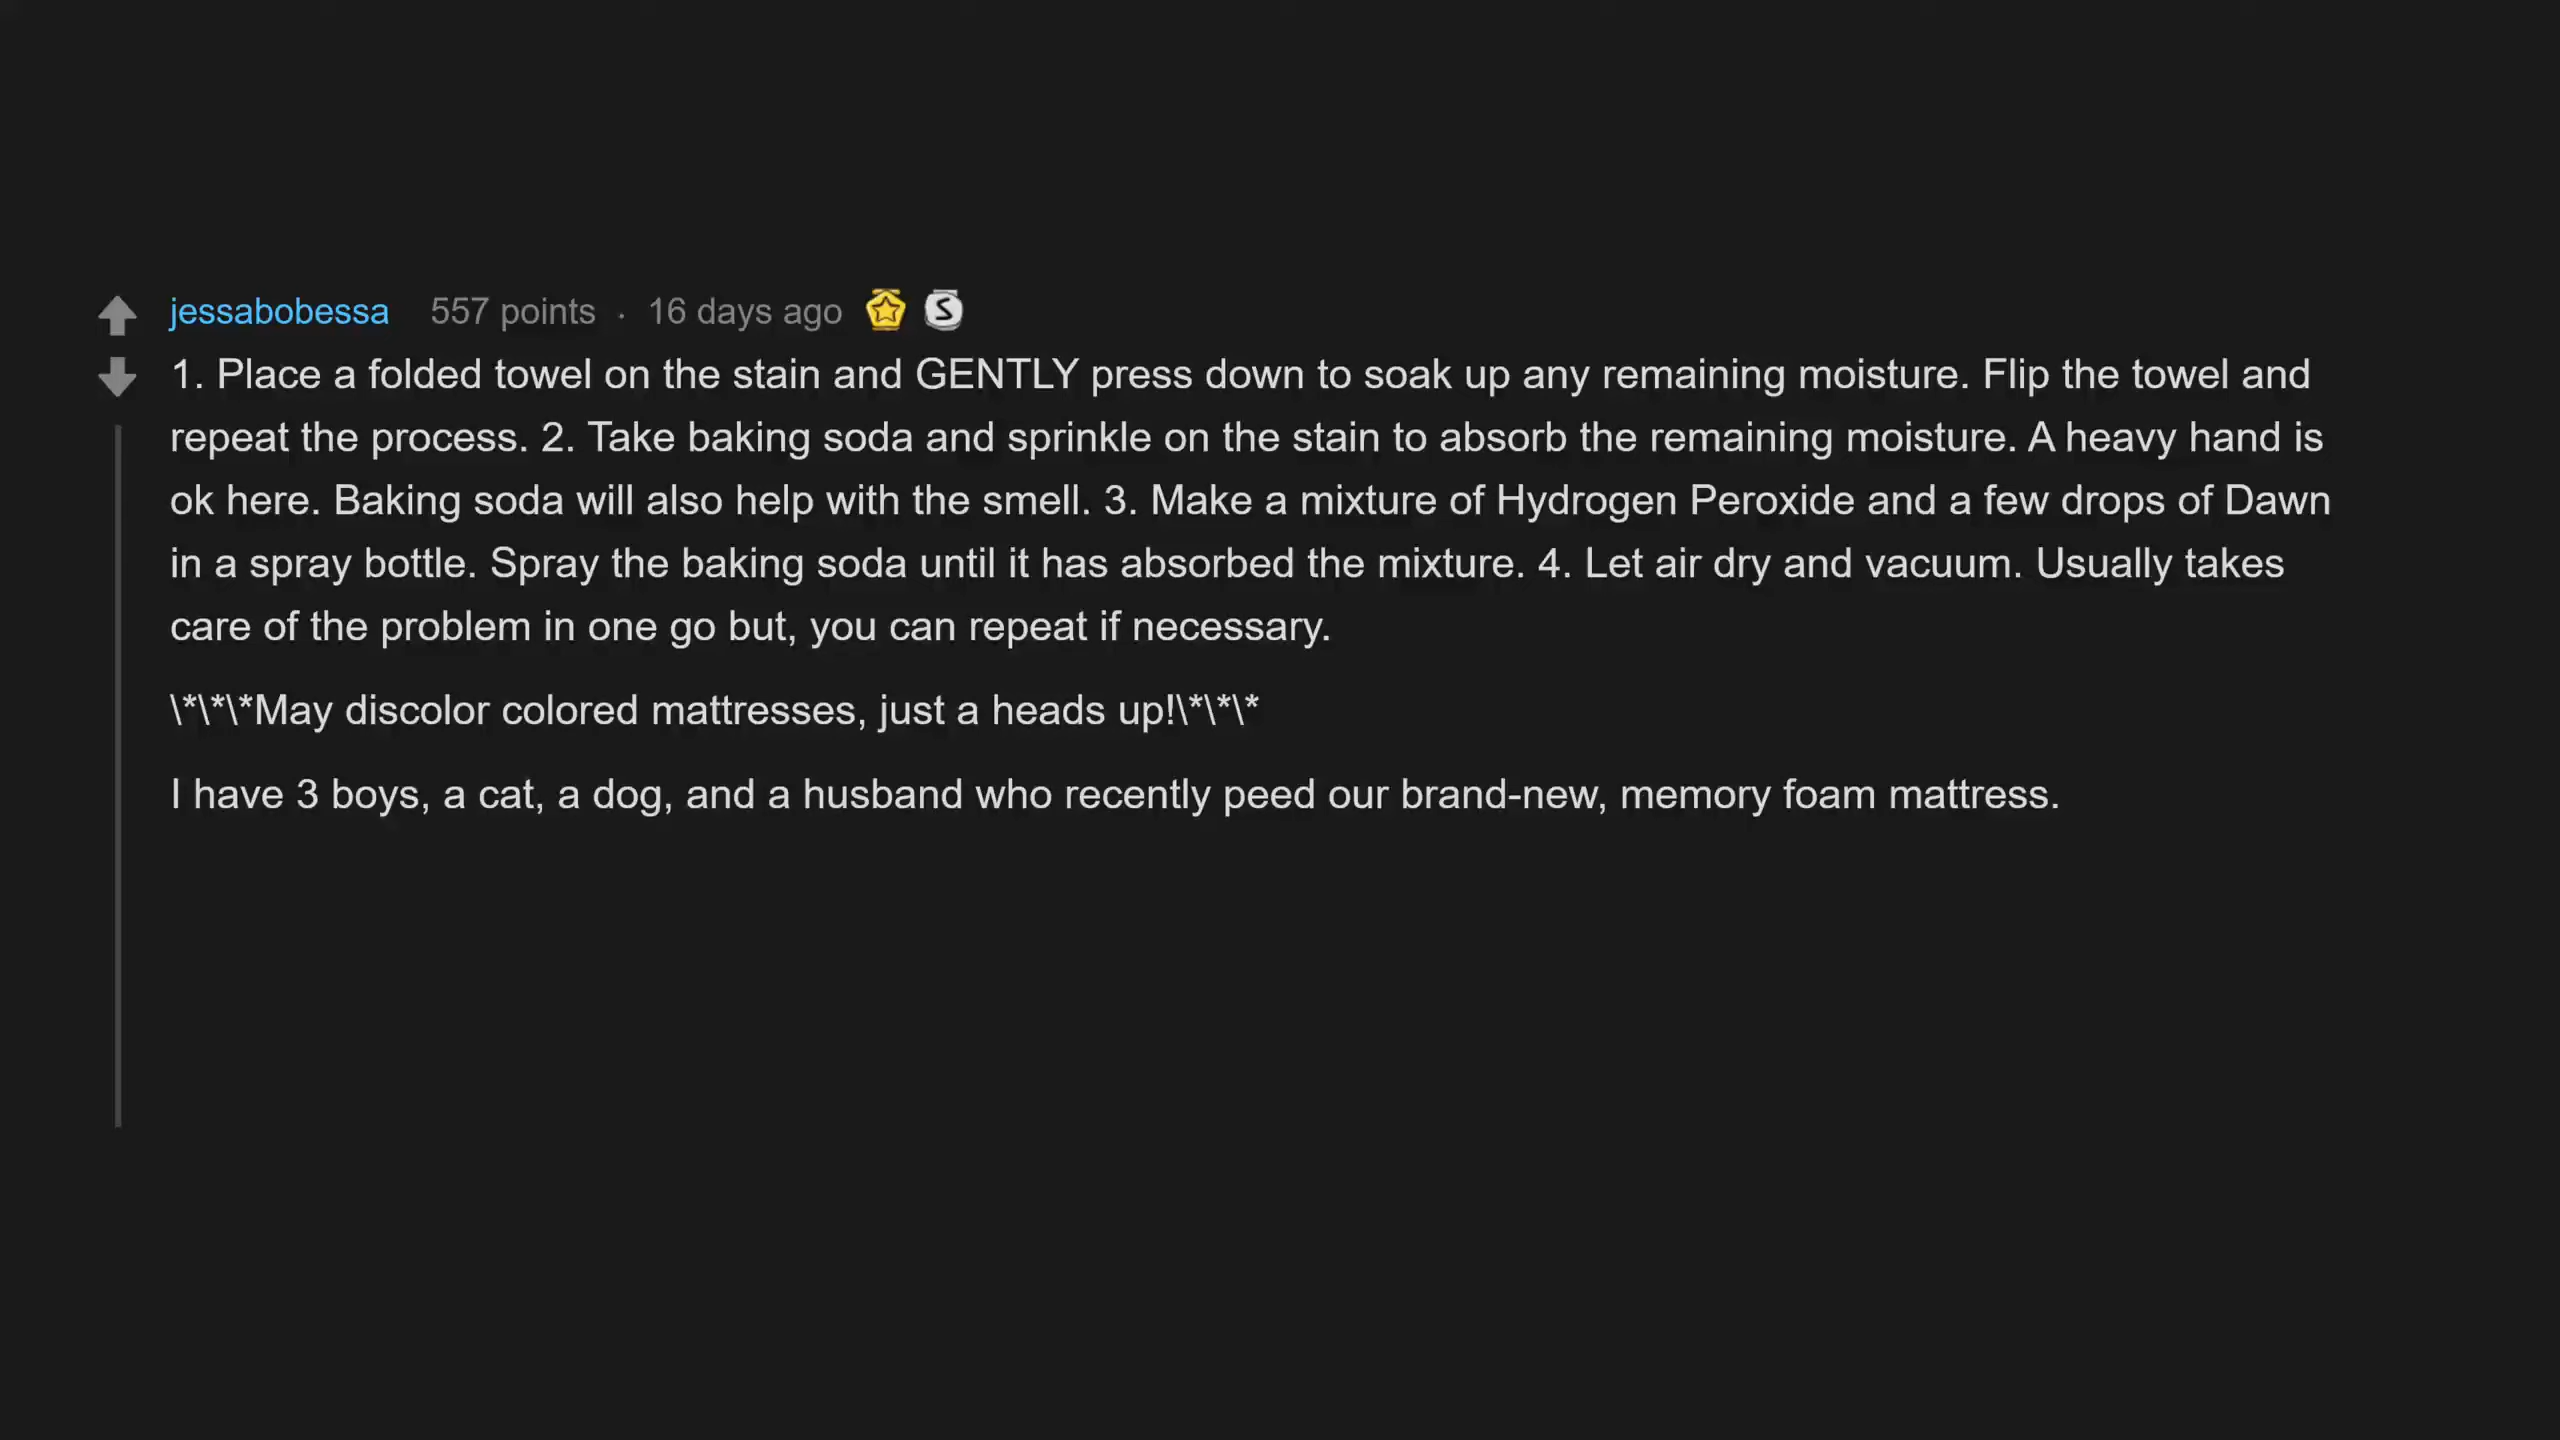 jessabobessa 557 points · 16 days ago S
1. Place a folded towel on the stain and GENTLY press down to soak up any remaining moisture. Flip the towel and
repeat the process. 2. Take baking soda and sprinkle on the stain to absorb the remaining moisture. A heavy hand is
ok here. Baking soda will also help with the smell. 3. Make a mixture of Hydrogen Peroxide and a few drops of Dawn
in a spray bottle. Spray the baking soda until it has absorbed the mixture. 4. Let air dry and vacuum. Usually takes
care of the problem in one go but, you can repeat if necessary.
\*\*\*May discolor colored mattresses, just a heads up!\*\*\*
I have 3 boys, a cat, a dog, and a husband who recently peed our brand-new, memory foam mattress.